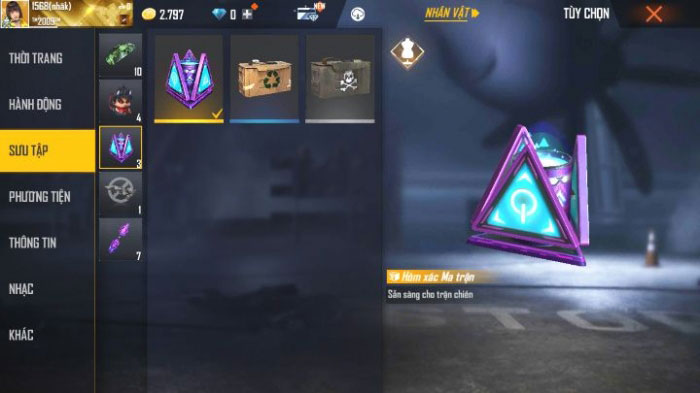 1568(nhák)
2.797
0
NEW
NHÂN VẬT
TÙY CHỌN
THỜI TRANG
HÀNH ĐỘNG
SƯU TẬP
PHƯƠNG TIỆN
THÔNG TIN
NHẠC
KHÁC
10
4
3
1
7
Hòm xác Ma trận
Sẵn sàng cho trận chiến